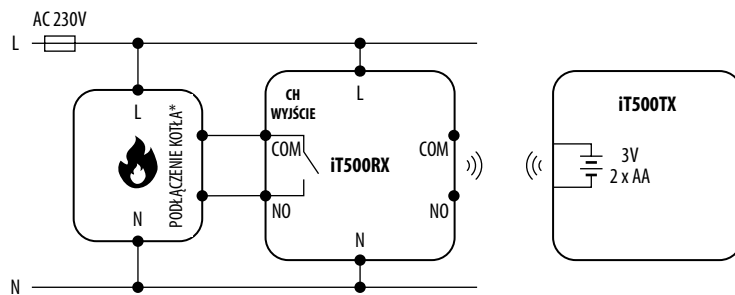 AC 230V
L
L
N
PODŁĄCZENIE KOTŁA*
CH
WYJŚCIE
L
COM
iT500RX
COM
NO
NO
N
iT500TX
3V
2 x AA
N